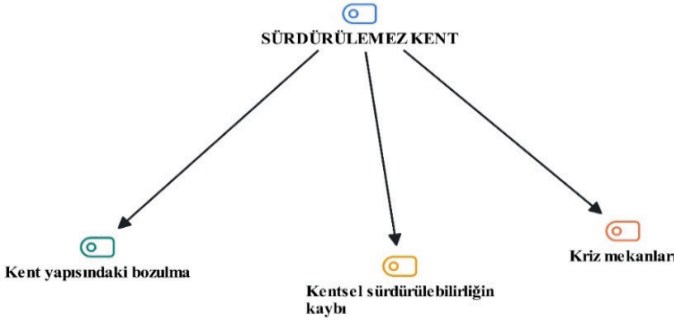 SÜRDÜRÜLEMEZ KENT
Kent yapısındaki bozulma
Kriz mekanları
Kentsel sürdürülebilirliğin
kaybı